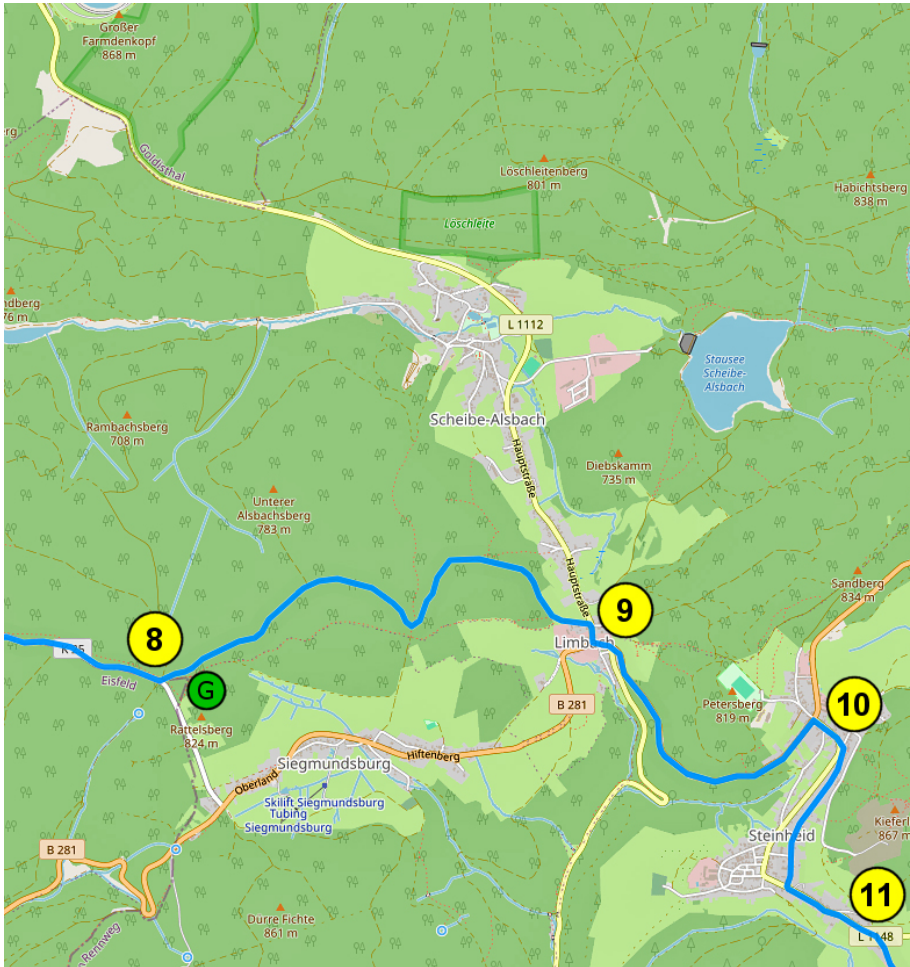 Großer
Farmdenkopf
868 m
Goldisthal
Löschleitenberg
801 m
Habichtsberg
838 m
Löschleite
L 1112
Stausee
Scheibe-
Alsbach
Scheibe-Alsbach
Rambachsberg
708 m
Hauptstraße
Diebskamm
735 m
Unterer
Alsbachsberg
783 m
Hauptstraße
Sandberg
834 m
8
9
Limbach
Eisfeld
G
Rattelsberg
824 m
B 281
Petersberg
819 m
10
Siegmundsburg
Hiftenberg
Oberland
Skilift Siegmundsburg
Tubing
Siegmundsburg
Steinheid
867 m
B 281
11
Dürre Fichte
861 m
L 1148
Rennweg